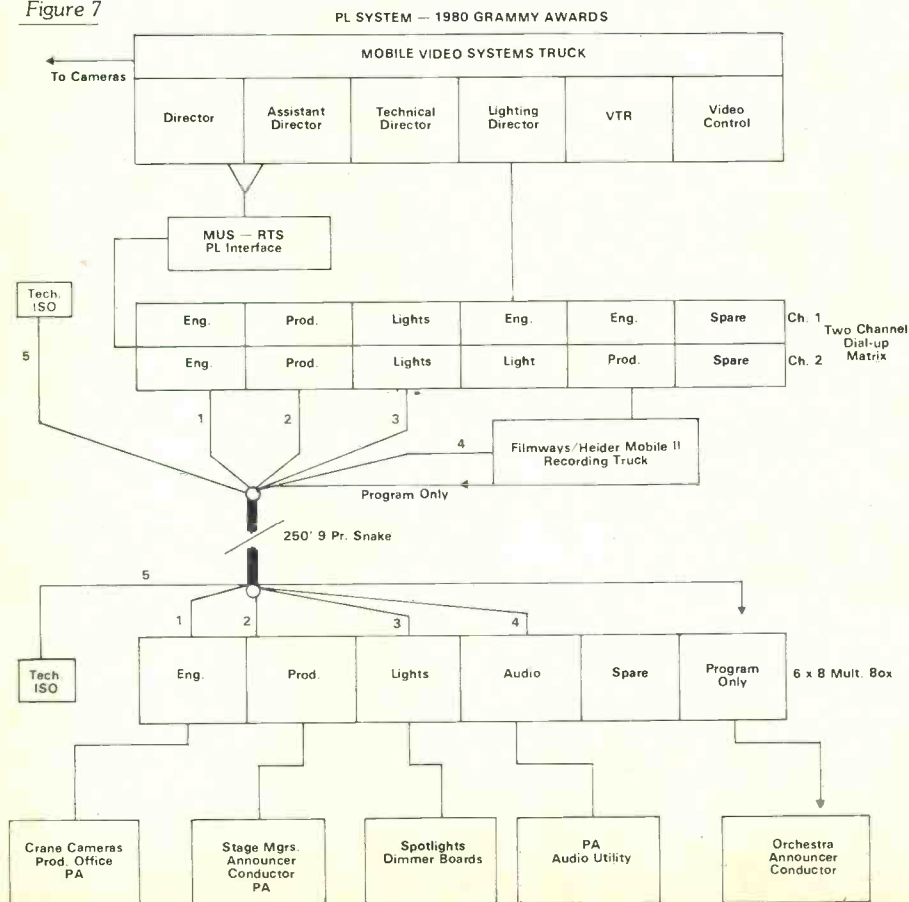 Figure 7
PL SYSTEM — 1980 GRAMMY AWARDS
MOBILE VIDEO SYSTEMS TRUCK
To Cameras
Director
Assistant
Director
Technical
Director
Lighting
Director
VTR
Video
Control
MUS — RTS
PL Interface
Tech.
ISO
Eng.
Prod.
Lights
Eng.
Eng.
Spare
Ch. 1
Two Channel
Dial-up
Matrix
Eng.
Prod.
Lights
Light
Prod.
Spare
Ch. 2
5
1
2
3
4
Filmways/Heider Mobile II
Recording Truck
Program Only
250' 9 Pr. Snake
5
1
2
3
4
Tech.
ISO
Eng.
Prod.
Lights
Audio
Spare
Program
Only
6 x 8 Mult. Box
Crane Cameras
Prod. Office
PA
Stage Mgrs.
Announcer
Conductor
PA
Spotlights
Dimmer Boards
PA
Audio Utility
Orchestra
Announcer
Conductor